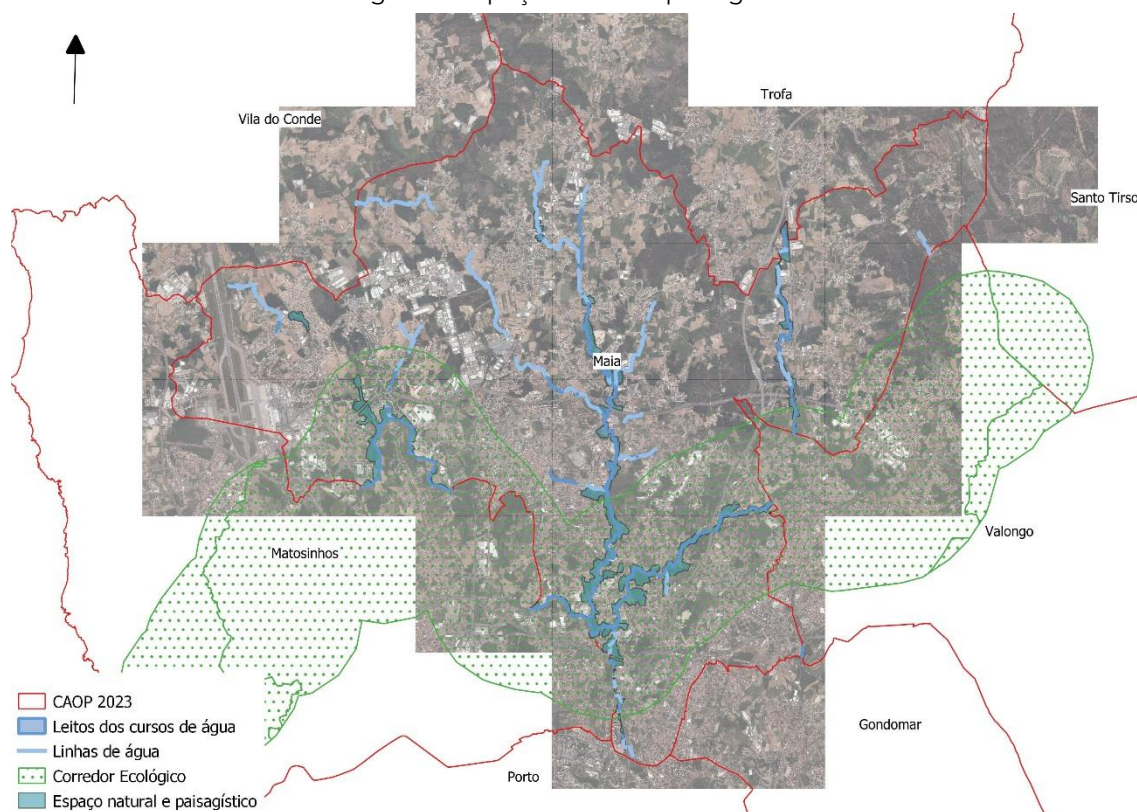 Trofa
Vila do Conde
Santo Tirso
Maia
Valongo
Matosinhos
Gondomar
Porto
CAOP 2023
Leitos dos cursos de água
Linhas de água
Corredor Ecológico
Espaço natural e paisagístico